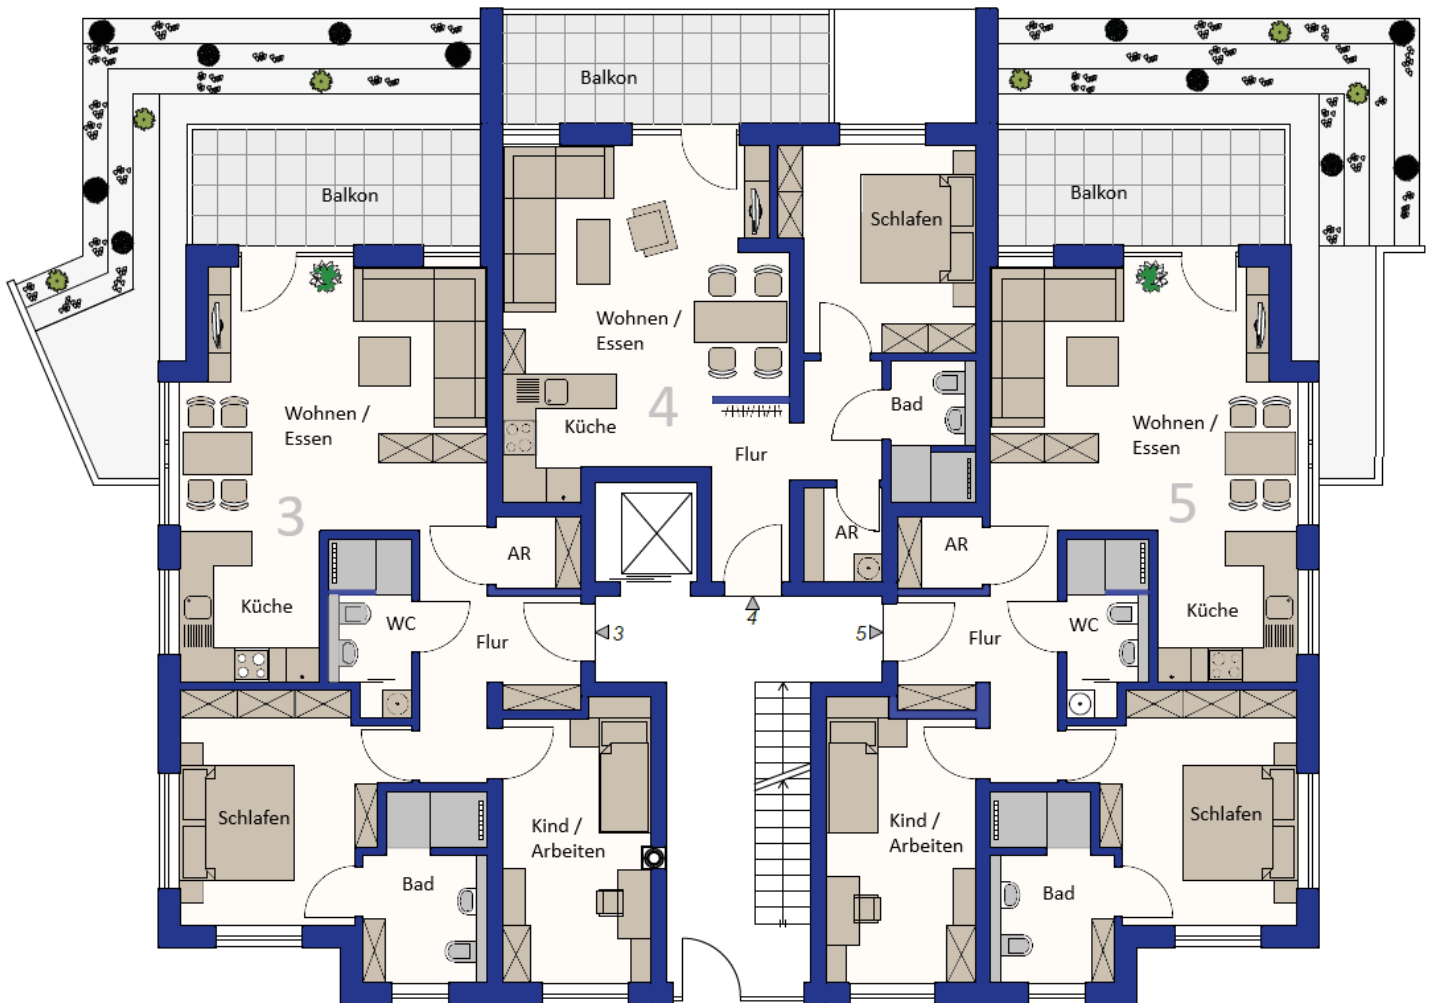 Balkon
Balkon
Balkon
Schlafen
Wohnen /
Essen
4
Küche
Flur
Bad
AR
Wohnen /
Essen
3
Küche
AR
WC
Flur
Schlafen
Bad
Kind /
Arbeiten
3
4
5
Wohnen /
Essen
5
Küche
AR
WC
Flur
Schlafen
Bad
Kind /
Arbeiten